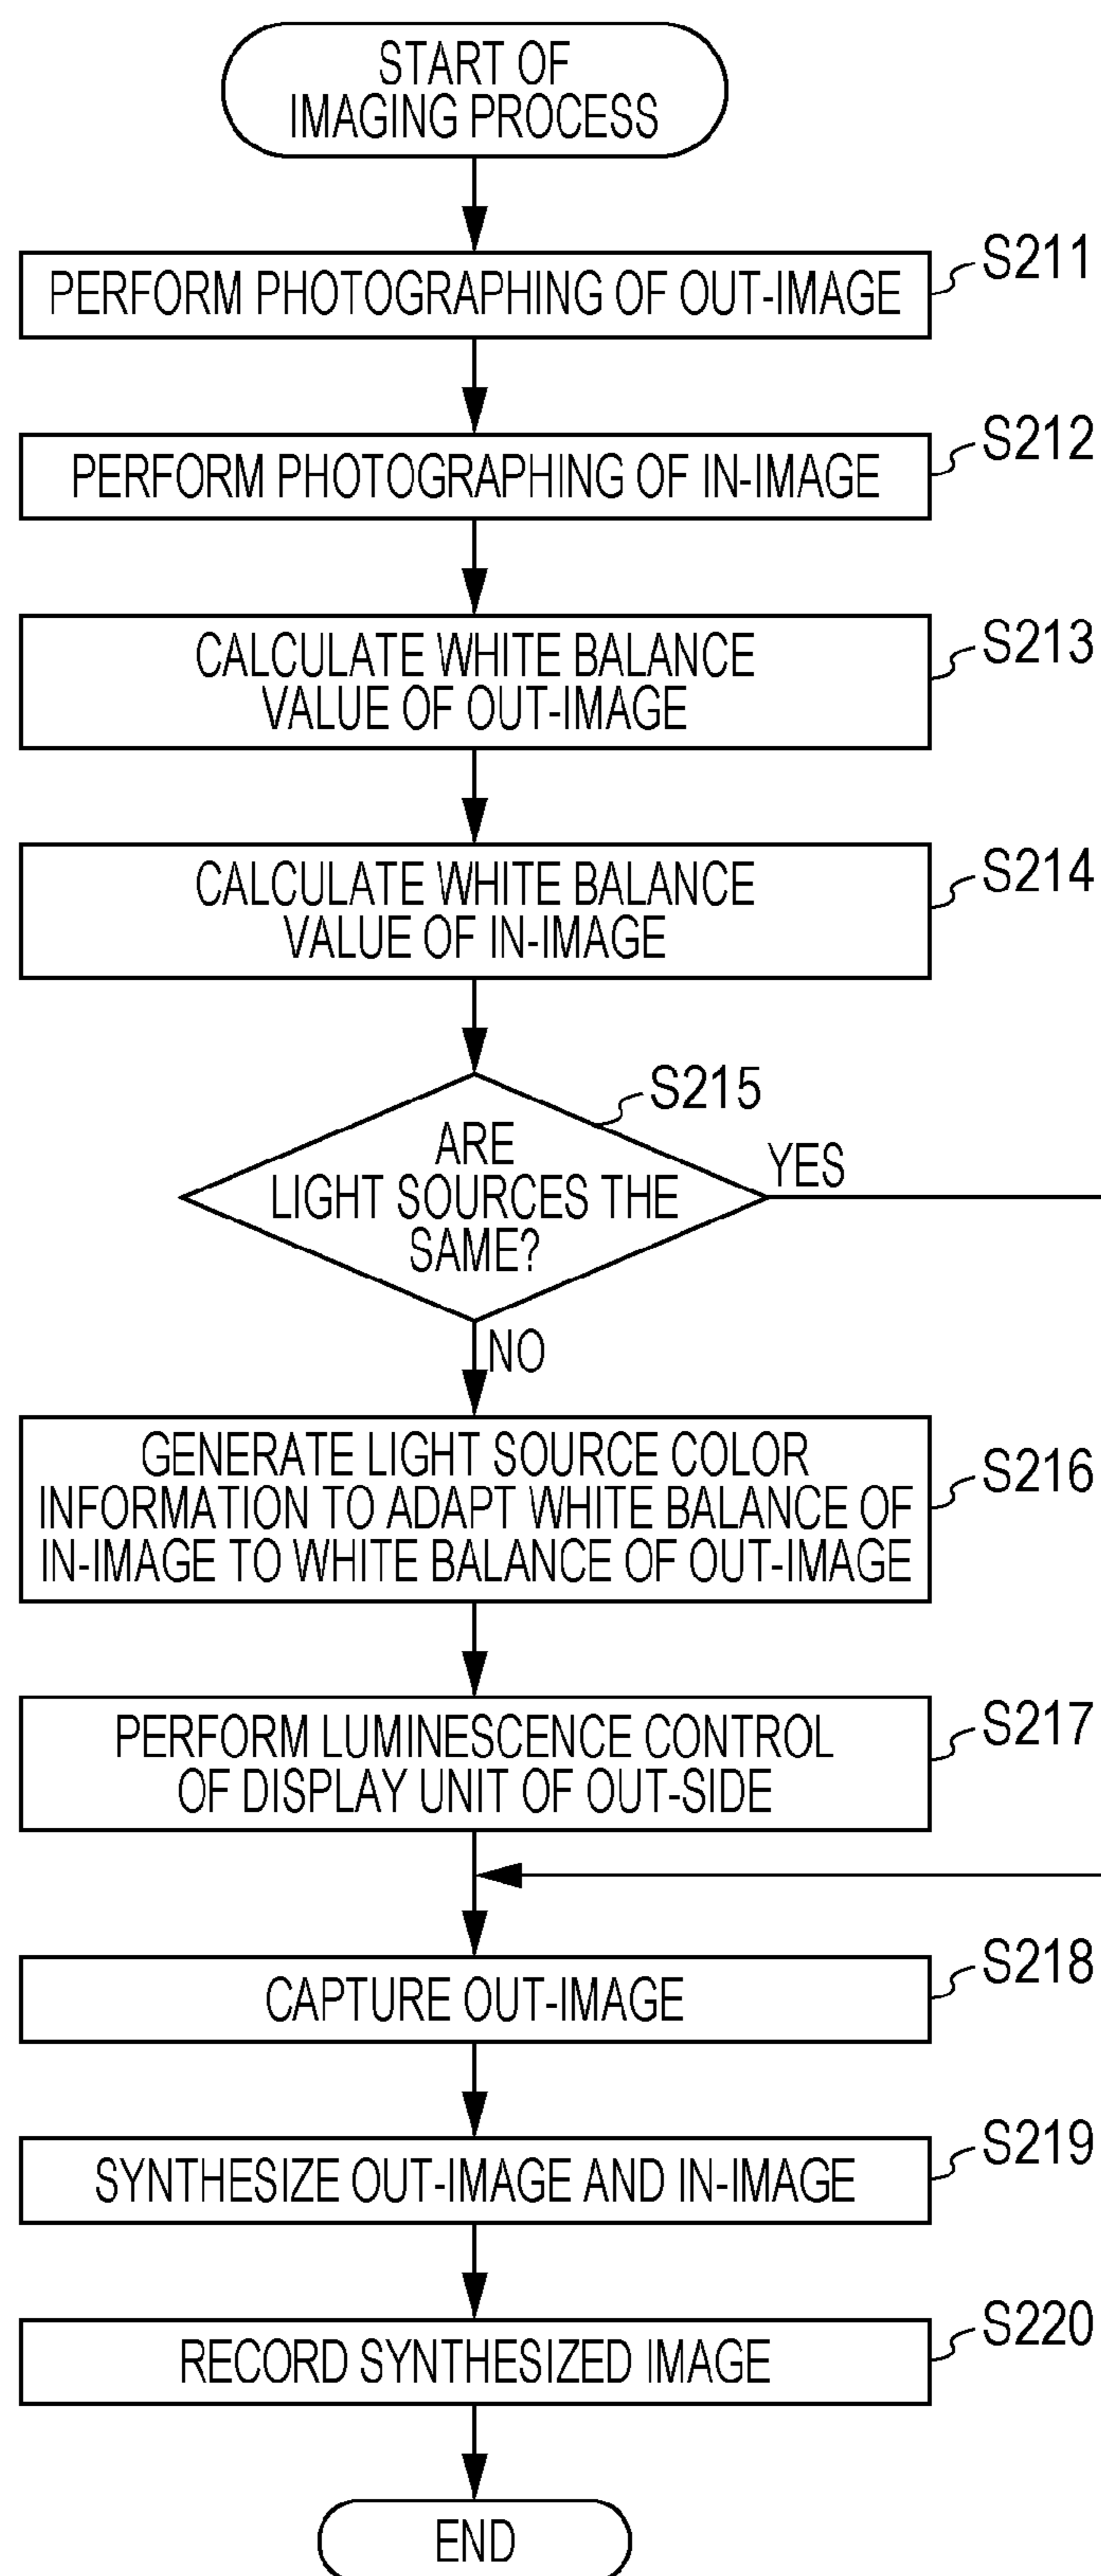 START OF
IMAGING PROCESS
S211
PERFORM PHOTOGRAPHING OF OUT-IMAGE
S212
PERFORM PHOTOGRAPHING OF IN-IMAGE
S213
CALCULATE WHITE BALANCE
VALUE OF OUT-IMAGE
S214
CALCULATE WHITE BALANCE
VALUE OF IN-IMAGE
S215
ARE
LIGHT SOURCES THE
SAME?
YES
NO
S216
GENERATE LIGHT SOURCE COLOR
INFORMATION TO ADAPT WHITE BALANCE OF
IN-IMAGE TO WHITE BALANCE OF OUT-IMAGE
S217
PERFORM LUMINESCENCE CONTROL
OF DISPLAY UNIT OF OUT-SIDE
S218
CAPTURE OUT-IMAGE
S219
SYNTHESIZE OUT-IMAGE AND IN-IMAGE
S220
RECORD SYNTHESIZED IMAGE
END